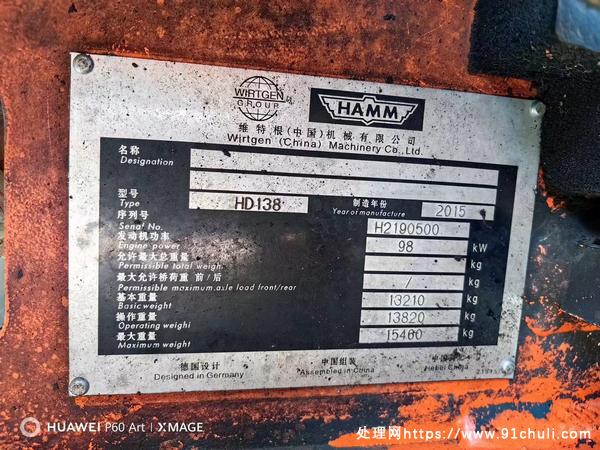 WIRTGEN
GROUP
HAMM
维特根(中国)机械有限公司
Wirtgen (China) Machinery Co.,Ltd.
名称
Designation
型号
Type
HD138
制造年份
Year of manufacture
2015
序列号
Serial No.
H2190500
发动机功率
Engine power
98
kW
允许最大总重量
Permissible total weigh
kg
最大允许桥荷重 前/后
Permissible maximum axle load front/rear
/
kg
基本重量
Basic weight
13210
kg
操作重量
Operating weight
13820
kg
最大重量
Maximum weight
15460
kg
德国设计
Designed in Germany
中国组装
Assembled in China
中国
Hebei China
HUAWEI P60 Art | XMAGE
处理网https://www.91chuli.com/